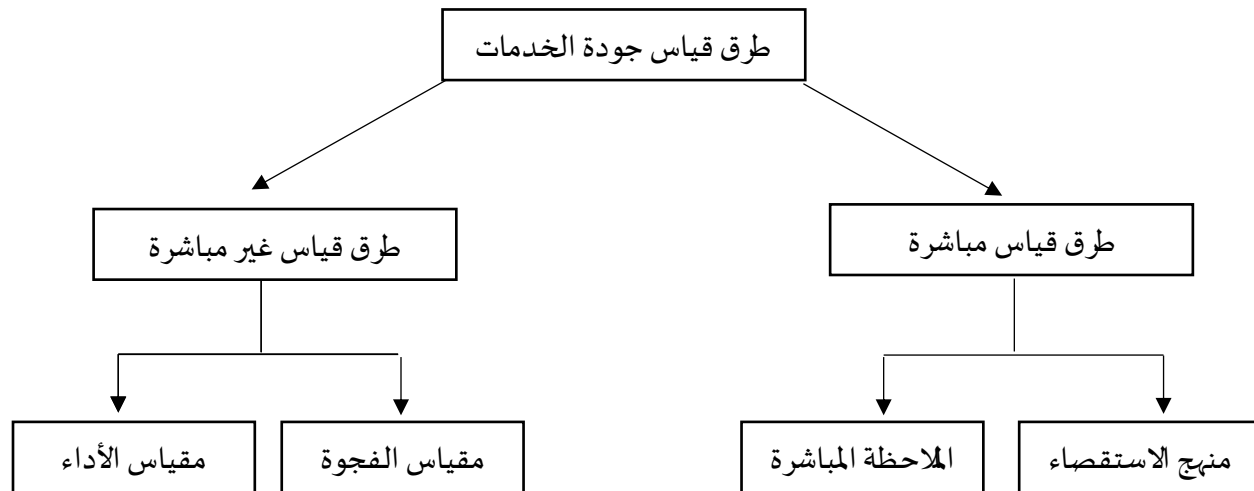 طرق قياس جودة الخدمات
طرق قياس مباشرة
طرق قياس غير مباشرة
منهج الاستقصاء
الملاحظة المباشرة
مقياس الفجوة
مقياس الأداء